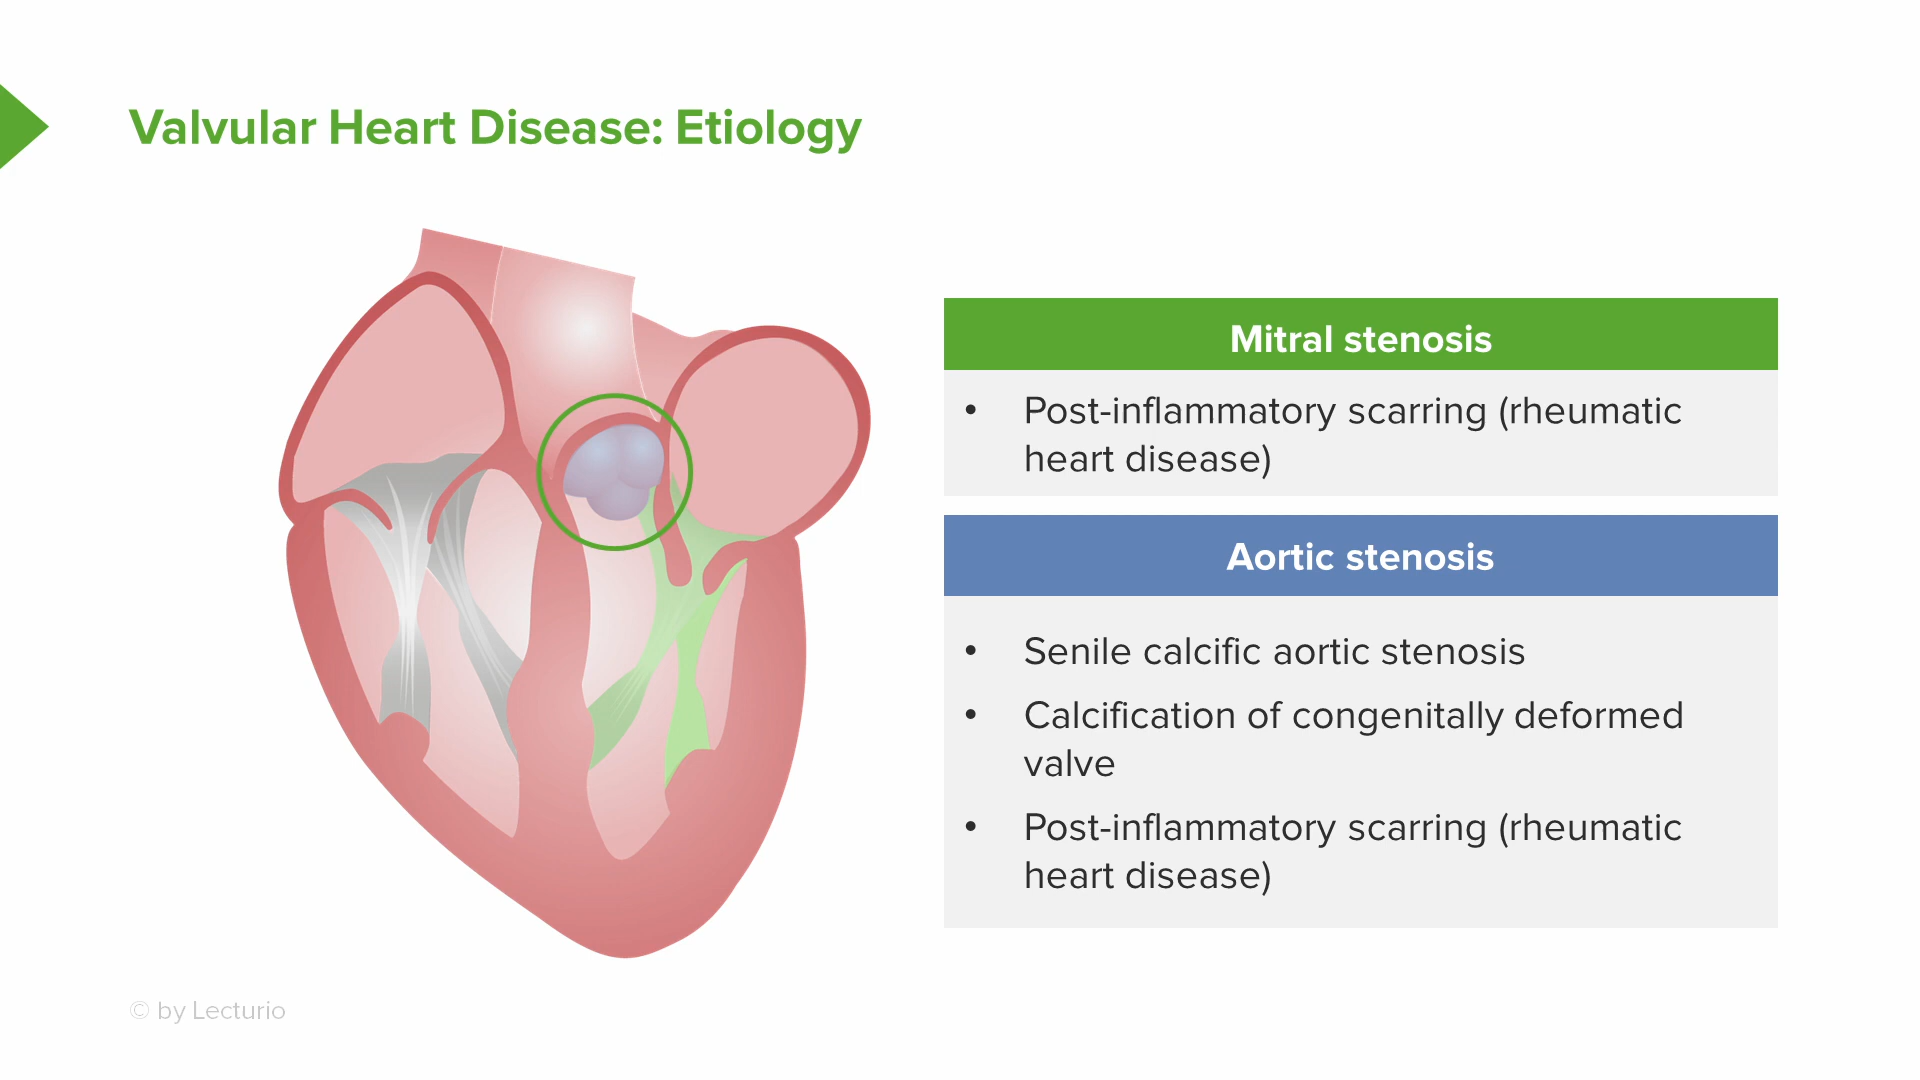 Valvular Heart Disease: Etiology
Mitral stenosis
• Post-inflammatory scarring (rheumatic
heart disease)
Aortic stenosis
• Senile calcific aortic stenosis
• Calcification of congenitally deformed
valve
• Post-inflammatory scarring (rheumatic
heart disease)
© by Lecturio